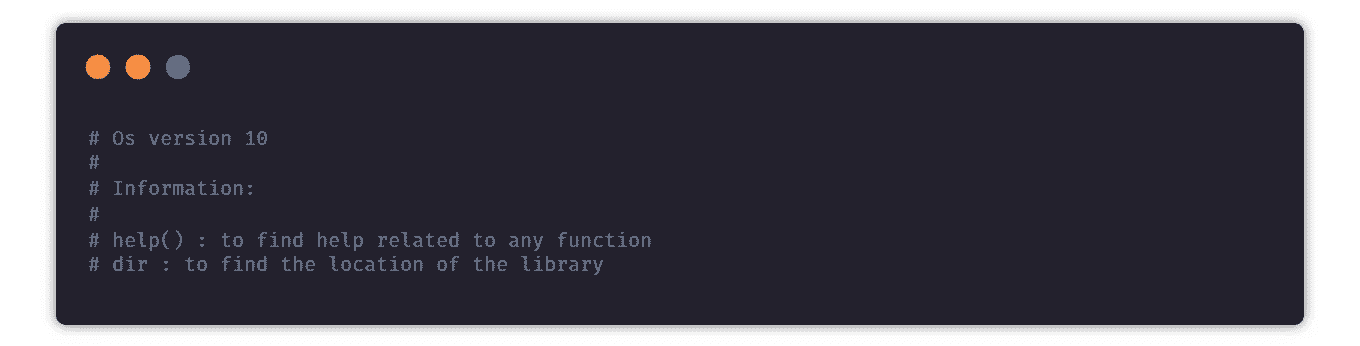 # Os version 10
#
# Information:
#
# help() : to find help related to any function
# dir : to find the location of the library